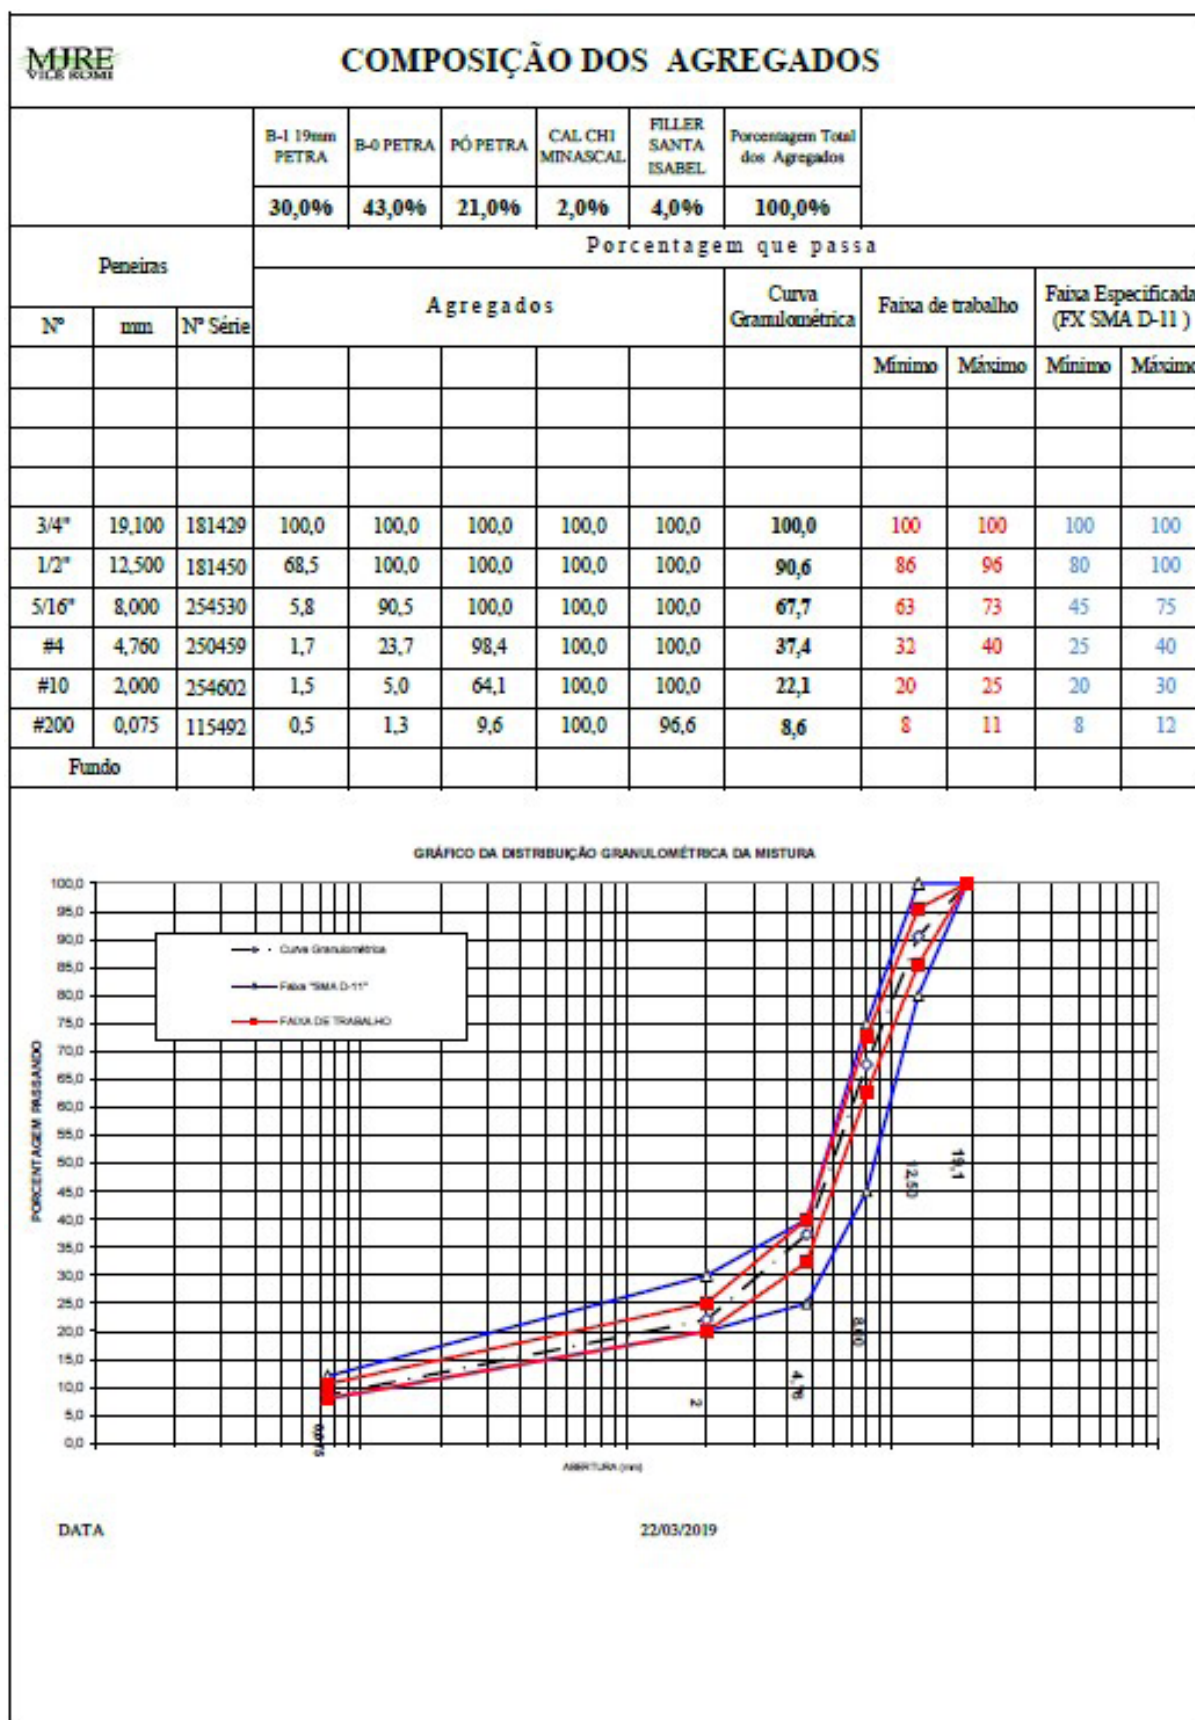 MJRE
VILE ROMI
COMPOSIÇÃO DOS AGREGADOS
B-1 19mm PETRA B-0 PETRA PÓ PETRA CAL CH1 MINASCAL FILLER SANTA ISABEL Porcentagem Total dos Agregados
30,0% 43,0% 21,0% 2,0% 4,0% 100,0%
Peneiras
Porcentagem que passa
Agregados Curva Granulométrica Faixa de trabalho Faixa Especificada (FX SMA D-11 )
Nº mm Nº Série
Mínimo Máximo Mínimo Máximo
3/4" 19,100 181429 100,0 100,0 100,0 100,0 100,0 100,0 100 100 100 100
1/2" 12,500 181450 68,5 100,0 100,0 100,0 100,0 90,6 86 96 80 100
5/16" 8,000 254530 5,8 90,5 100,0 100,0 100,0 67,7 63 73 45 75
#4 4,760 250459 1,7 23,7 98,4 100,0 100,0 37,4 32 40 25 40
#10 2,000 254602 1,5 5,0 64,1 100,0 100,0 22,1 20 25 20 30
#200 0,075 115492 0,5 1,3 9,6 100,0 96,6 8,6 8 11 8 12
Fundo
GRÁFICO DA DISTRIBUIÇÃO GRANULOMÉTRICA DA MISTURA
PORCENTAGEM PASSANDO
100,0
95,0
90,0
85,0
80,0
75,0
70,0
65,0
60,0
55,0
50,0
45,0
40,0
35,0
30,0
25,0
20,0
15,0
10,0
5,0
0,0
Curva Granulométrica
Faixa "SMA D-11"
FAIXA DE TRABALHO
0,075
2
4,76
8,00
12,50
19,1
ABERTURA (mm)
DATA 22/03/2019